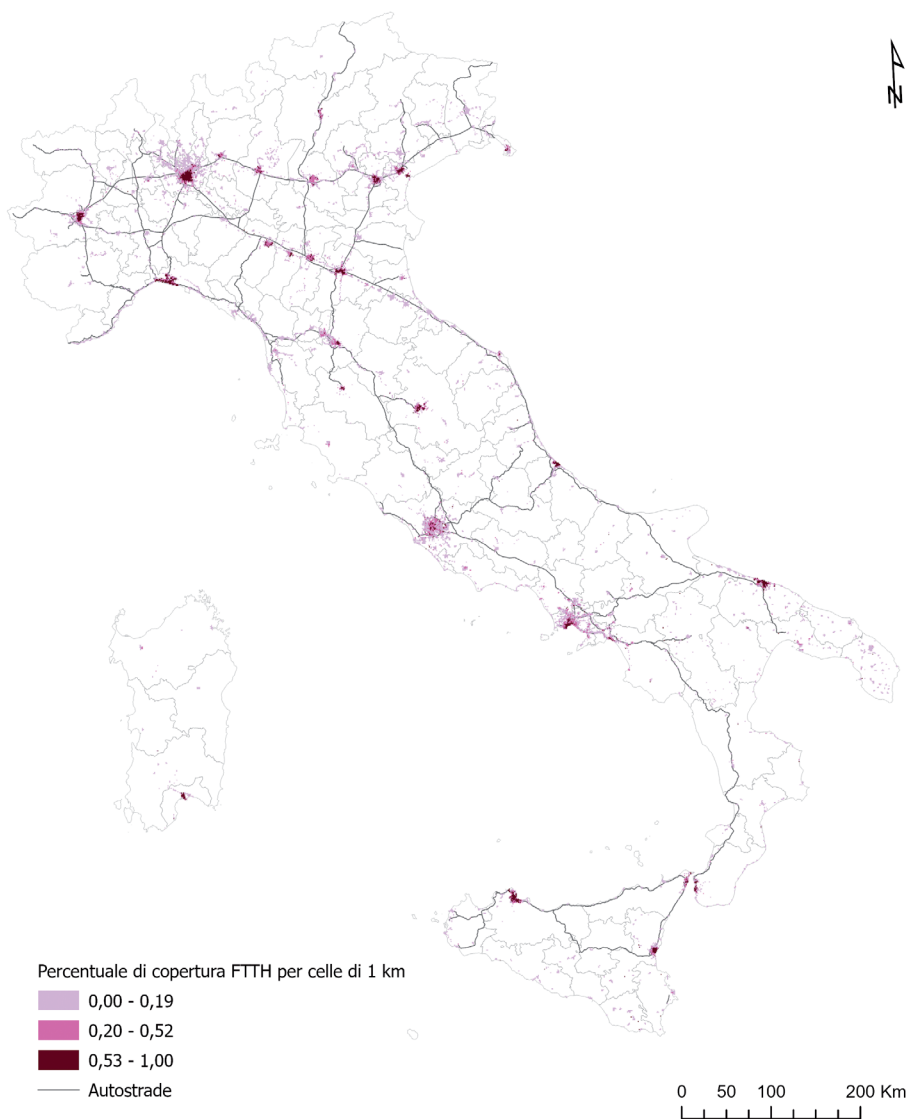 N
Percentuale di copertura FTTH per celle di 1 km
0,00 - 0,19
0,20 - 0,52
0,53 - 1,00
Autostrade
0 50 100 200 Km